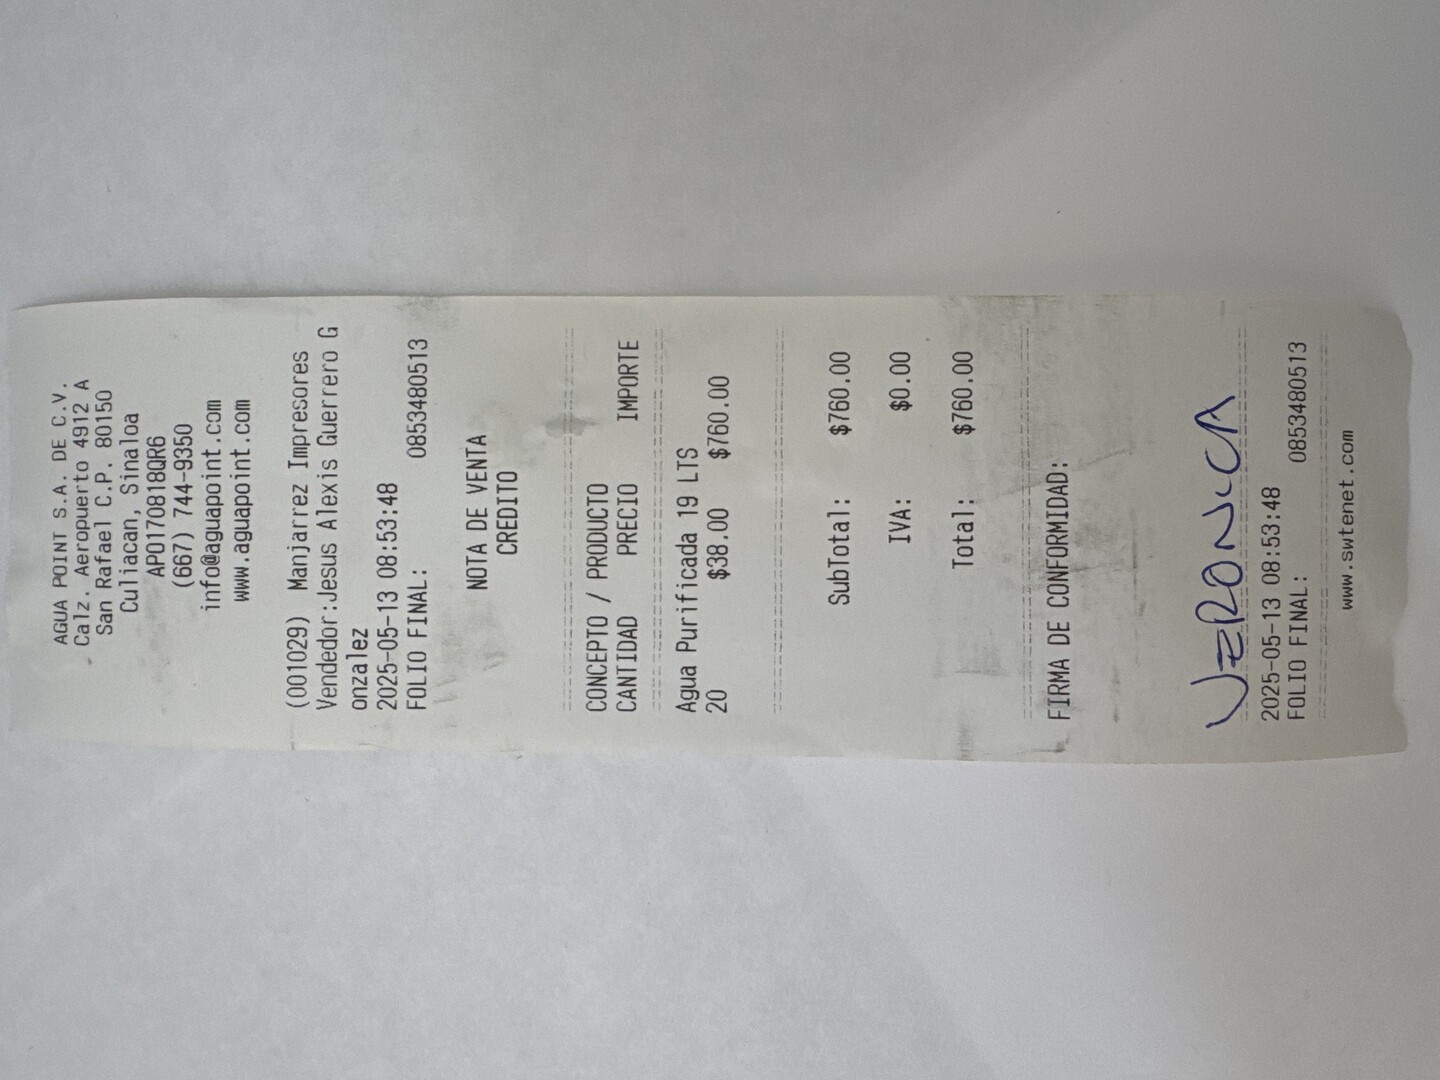 AGUA POINT S.A. DE C.V.
Calz. Aeropuerto 4912 A
San Rafael C.P. 80150
Culiacan, Sinaloa
APO170818QR6
(667) 744-9350
info@aguapoint.com
www.aguapoint.com
(001029) Manjarrez Impresores
Vendedor:Jesus Alexis Guerrero G
onzalez
2025-05-13 08:53:48
FOLIO FINAL: 0853480513
NOTA DE VENTA
CREDITO
CONCEPTO / PRODUCTO
CANTIDAD PRECIO IMPORTE
Agua Purificada 19 LTS
20 $38.00 $760.00
SubTotal: $760.00
IVA: $0.00
Total: $760.00
FIRMA DE CONFORMIDAD:
VERONICA
2025-05-13 08:53:48
FOLIO FINAL: 0853480513
www.swtenet.com